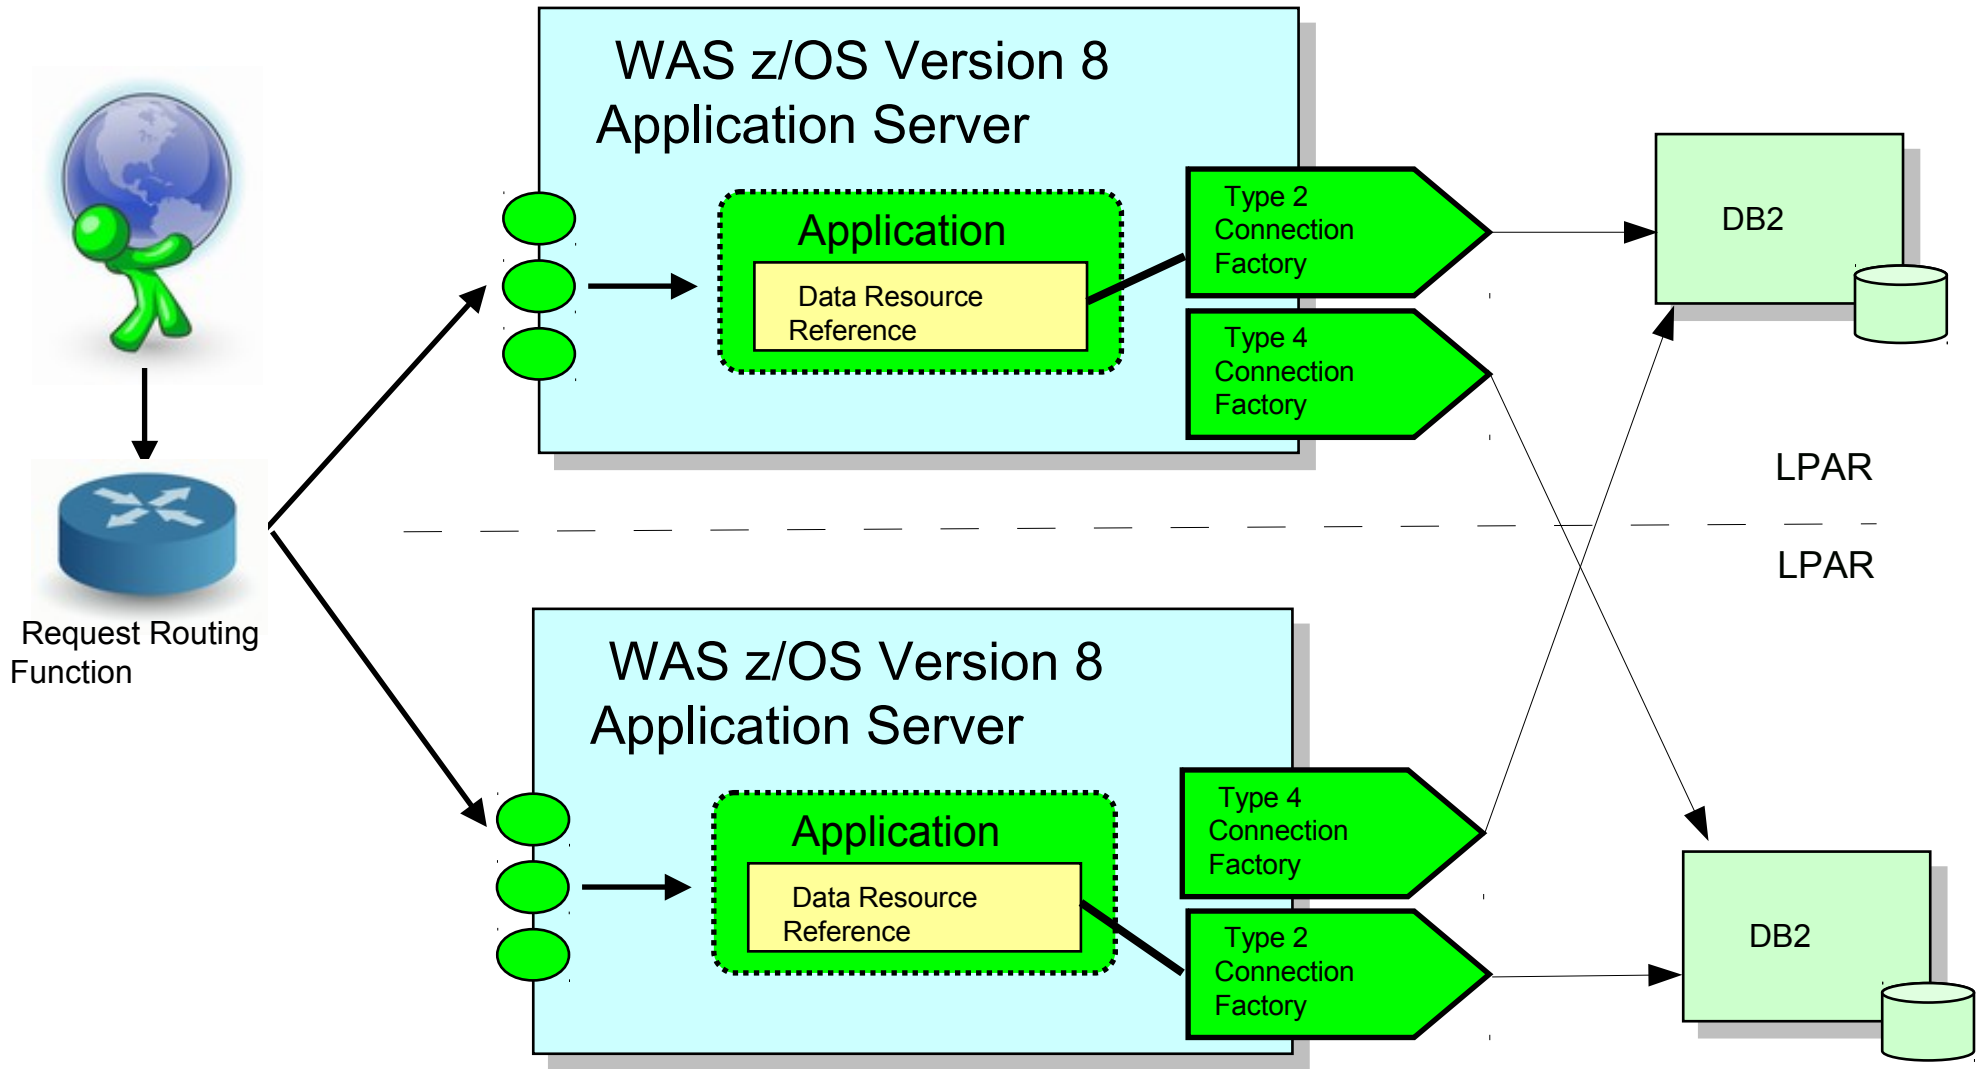 WAS z/OS Version 8
Application Server
Application
Data Resource
Reference
Type 2
Connection
Factory
Type 4
Connection
Factory
DB2
LPAR
LPAR
Request Routing
Function
WAS z/OS Version 8
Application Server
Application
Data Resource
Reference
Type 4
Connection
Factory
Type 2
Connection
Factory
DB2